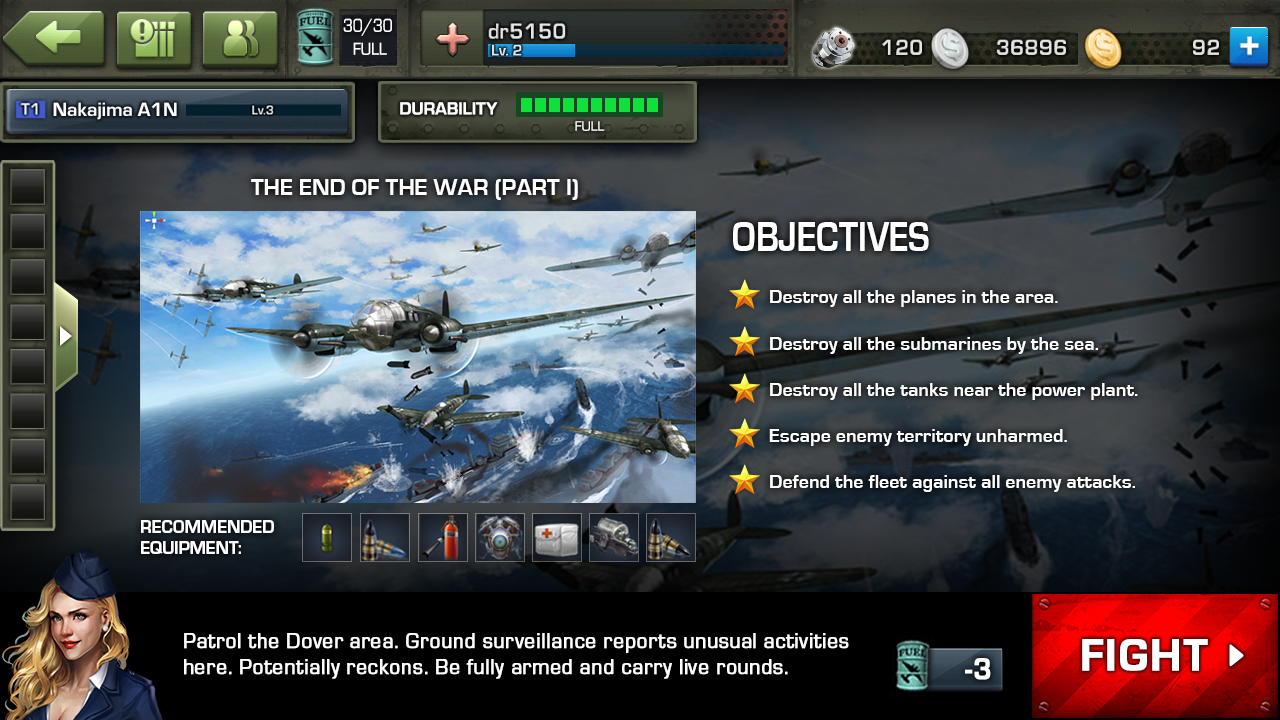 FUEL
30/30
FULL
dr5150
Lv. 2
120
36896
92
T1 Nakajima A1N Lv.3
DURABILITY
FULL
THE END OF THE WAR (PART I)
OBJECTIVES
Destroy all the planes in the area.
Destroy all the submarines by the sea.
Destroy all the tanks near the power plant.
Escape enemy territory unharmed.
Defend the fleet against all enemy attacks.
RECOMMENDED
EQUIPMENT:
Patrol the Dover area. Ground surveillance reports unusual activities
here. Potentially reckons. Be fully armed and carry live rounds.
FUEL
-3
FIGHT